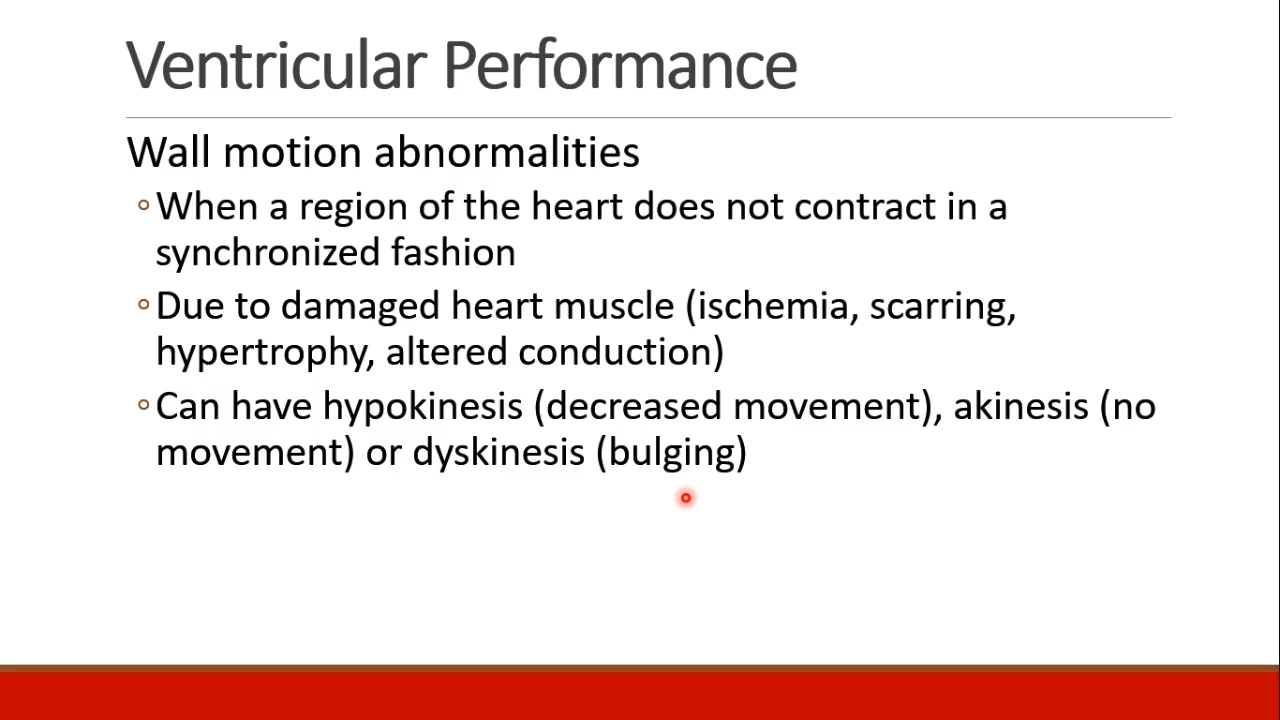 Ventricular Performance
Wall motion abnormalities
◦When a region of the heart does not contract in a
synchronized fashion
◦Due to damaged heart muscle (ischemia, scarring,
hypertrophy, altered conduction)
◦Can have hypokinesis (decreased movement), akinesis (no
movement) or dyskinesis (bulging)